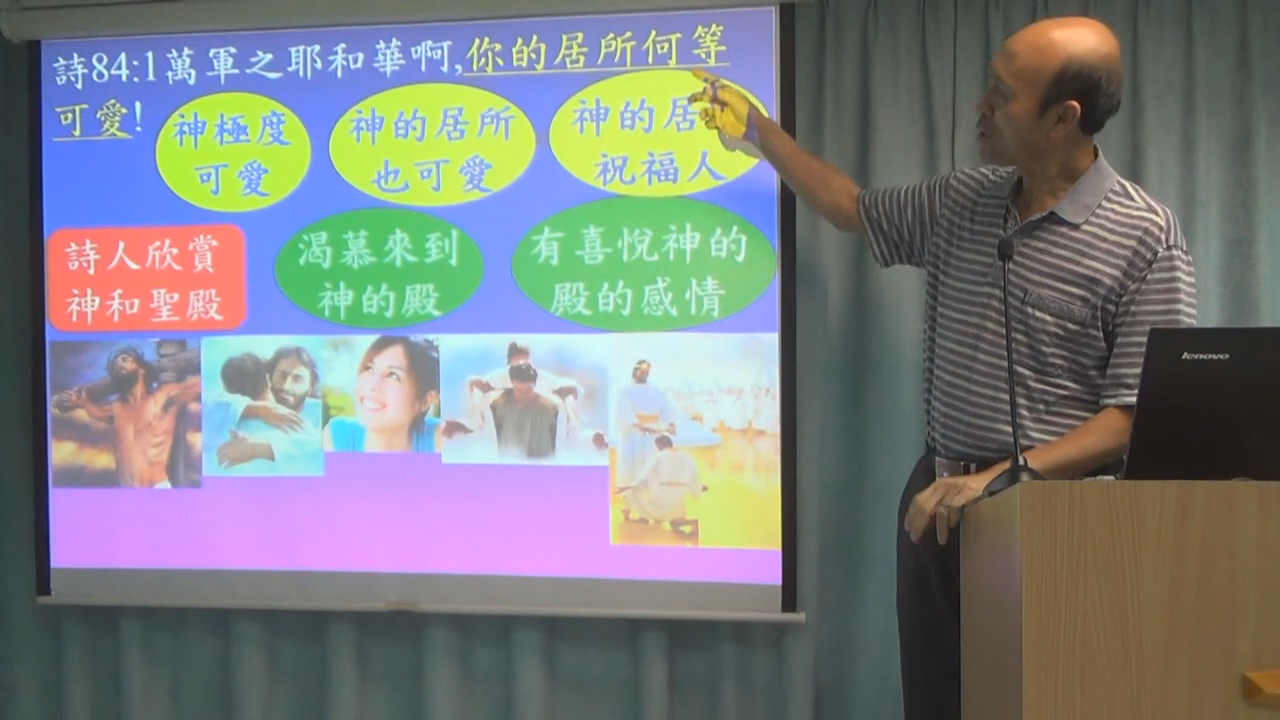 詩84:1萬軍之耶和華啊,你的居所何等
可愛!
神極度
可愛
神的居所
也可愛
神的居
祝福人
詩人欣賞
神和聖殿
渴慕來到
神的殿
有喜悅神的
殿的感情
lenovo